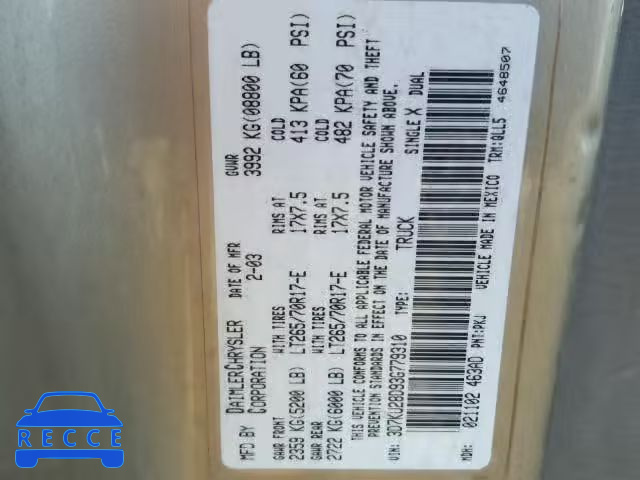 MFD BY DAIMLERCHRYSLER CORPORATION DATE OF MFR 2-03 GVWR 3992 KG(08800 LB)
GAWR FRONT WITH TIRES RIMS AT COLD
2359 KG(5200 LB) LT265/70R17-E 17X7.5 413 KPA(60 PSI)
GAWR REAR WITH TIRES RIMS AT COLD
2722 KG(6000 LB) LT265/70R17-E 17X7.5 482 KPA(70 PSI)
THIS VEHICLE CONFORMS TO ALL APPLICABLE FEDERAL MOTOR VEHICLE SAFETY AND THEFT
PREVENTION STANDARDS IN EFFECT ON THE DATE OF MANUFACTURE SHOWN ABOVE.
VIN: 3D7KU28D93G779310 TYPE: TRUCK SINGLE X DUAL
MDH: 021102 463AD PNT:PKJ VEHICLE MADE IN MEXICO TRM:QLL5
4648507
RECCE